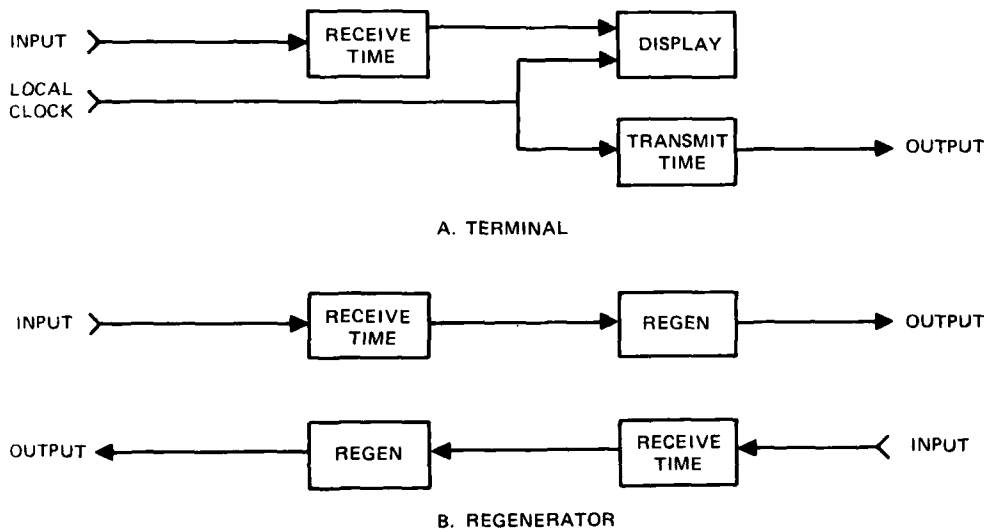 INPUT
RECEIVE
TIME
DISPLAY
LOCAL
CLOCK
TRANSMIT
TIME
OUTPUT
A. TERMINAL
INPUT
RECEIVE
TIME
REGEN
OUTPUT
OUTPUT
REGEN
RECEIVE
TIME
INPUT
B. REGENERATOR